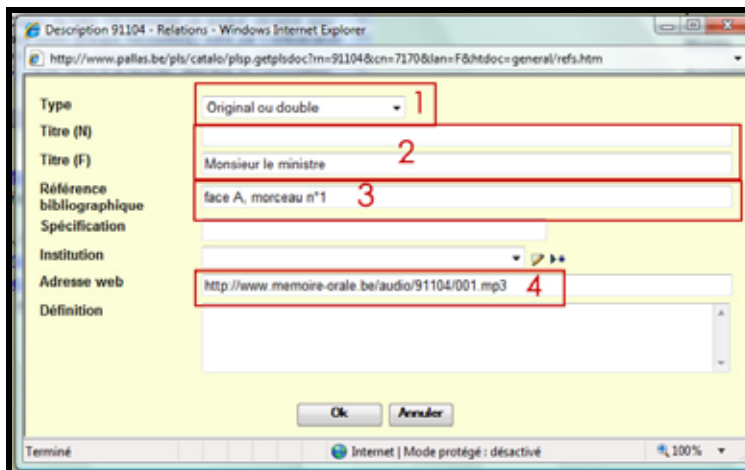 Description 91104 - Relations - Windows Internet Explorer
http://www.pallas.be/pls/catalo/plsp.getplsdoc?rn=91104&cn=7170&lan=F&htdoc=general/refs.htm
Type Original ou double 1
Titre (N)
2
Titre (F) Monsieur le ministre
Référence
bibliographique face A, morceau n°1 3
Spécification
Institution
Adresse web http://www.memoire-orale.be/audio/91104/001.mp3 4
Définition
Ok Annuler
Terminé Internet | Mode protégé : désactivé 100%